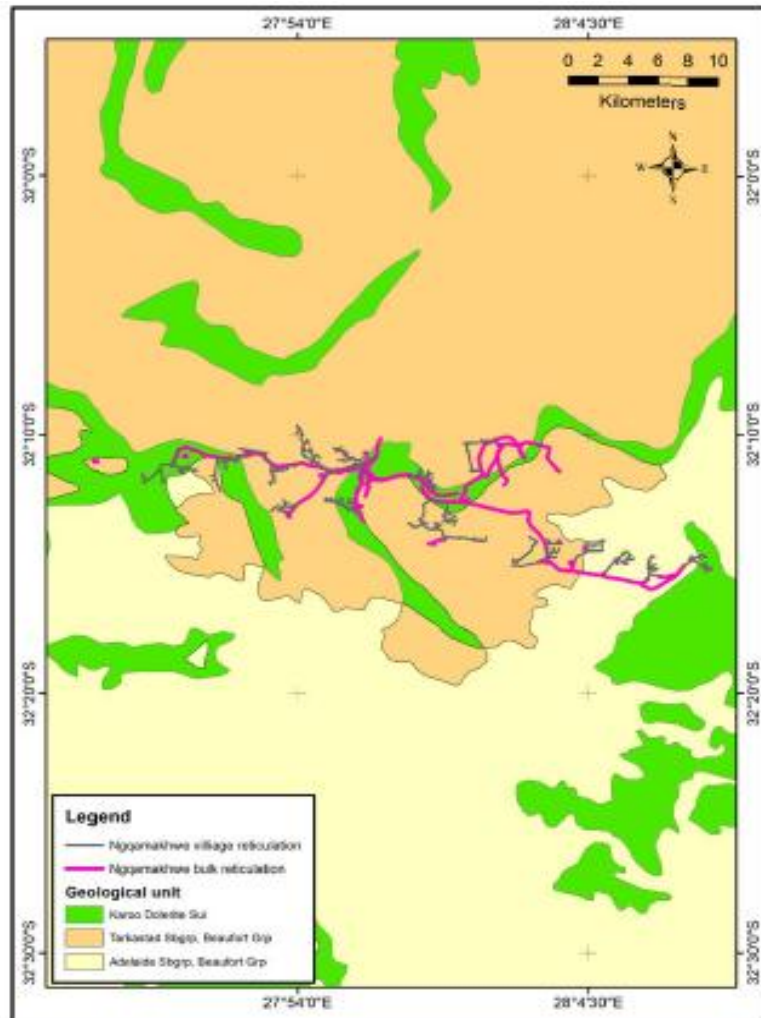 27°54'0"E
28°4'30"E
0 2 4 6 8 10
Kilometers
N
W E
S
32°0'0"S
32°0'0"S
32°10'0"S
32°10'0"S
32°20'0"S
32°20'0"S
32°30'0"S
32°30'0"S
Legend
Ngqamakhwe village reticulation
Ngqamakhwe bulk reticulation
Geological unit
Karoo Dolerite Sui
Tarkastad Sbgrp, Beaufort Grp
Adelaide Sbgrp, Beaufort Grp
27°54'0"E
28°4'30"E